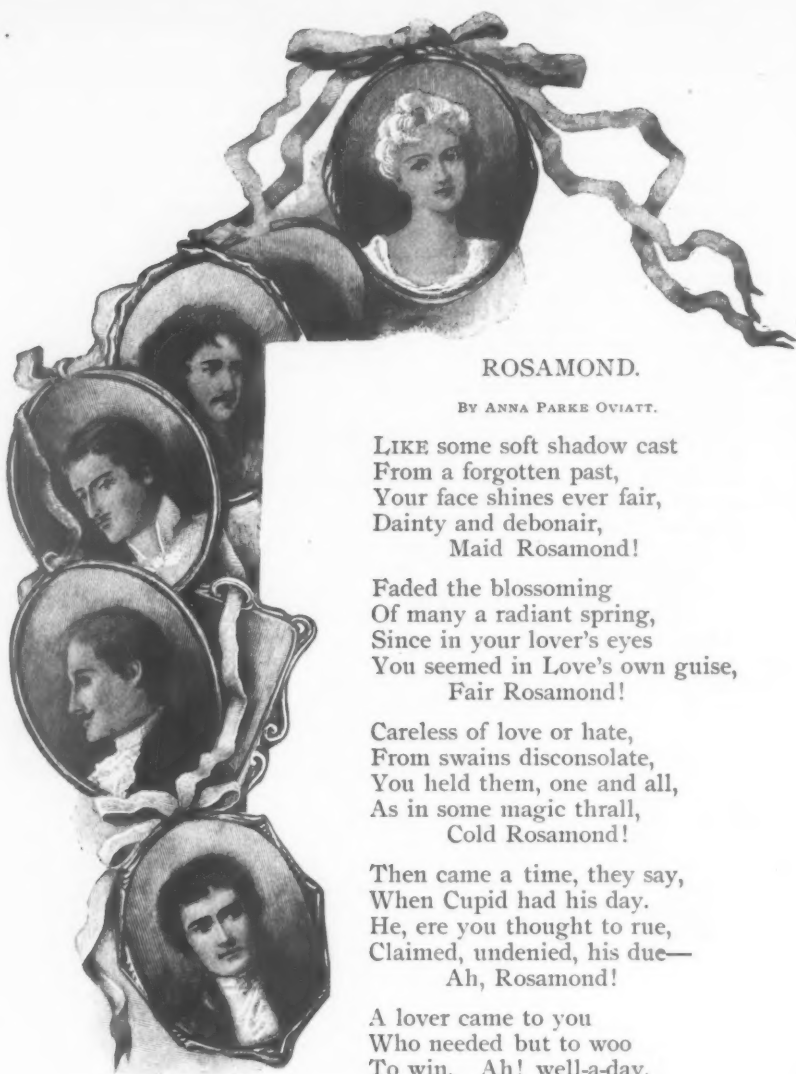 ROSAMOND.
BY ANNA PARKE OVIATT.
LIKE some soft shadow cast
From a forgotten past,
Your face shines ever fair,
Dainty and debonair,
Maid Rosamond!
Faded the blossoming
Of many a radiant spring,
Since in your lover's eyes
You seemed in Love's own guise,
Fair Rosamond!
Careless of love or hate,
From swains disconsolate,
You held them, one and all,
As in some magic thrall,
Cold Rosamond!
Then came a time, they say,
When Cupid had his day.
He, ere you thought to rue,
Claimed, undenied, his due—
Ah, Rosamond!
A lover came to you
Who needed but to woo
To win. Ah! well-a-day,